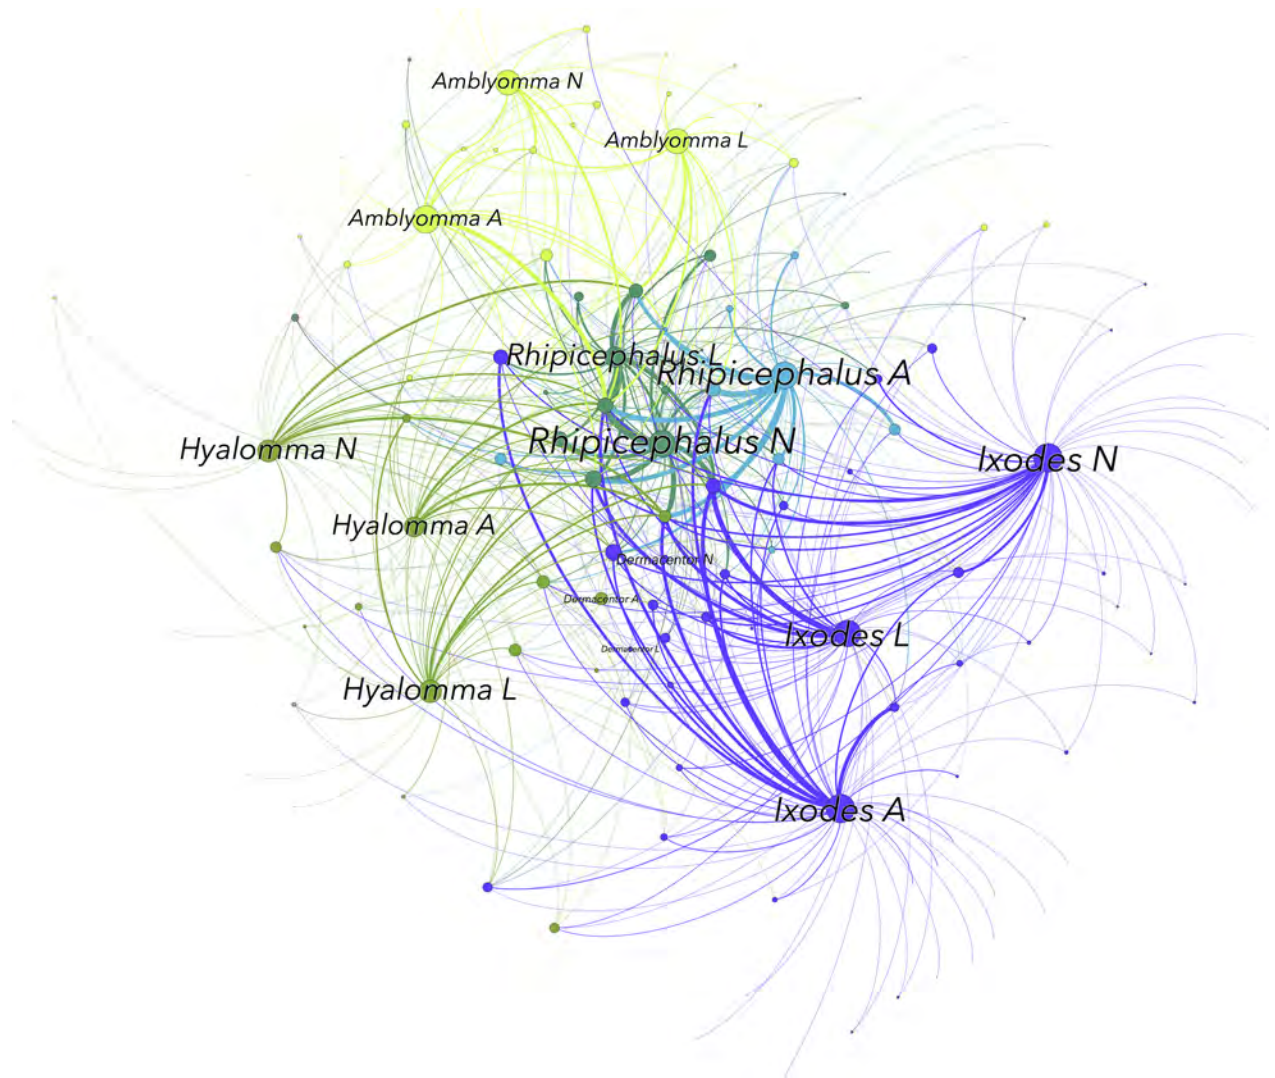 Amblyomma N
Amblyomma L
Amblyomma A
Rhipicephalus L
Rhipicephalus A
Rhipicephalus N
Hyalomma N
Ixodes N
Hyalomma A
Dermacentor N
Dermacentor A
Ixodes L
Dermacentor L
Hyalomma L
Ixodes A